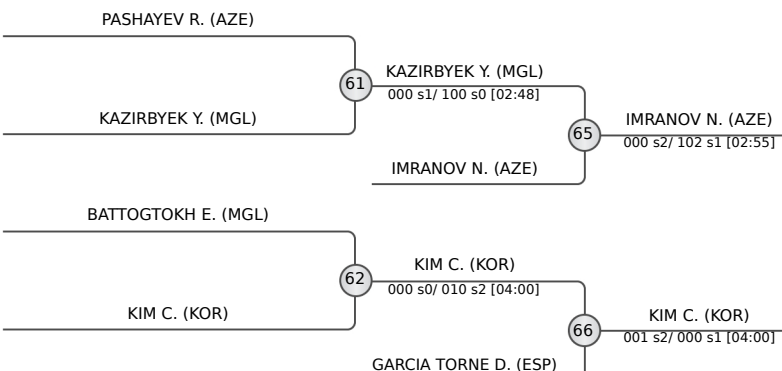 PASHAYEV R. (AZE)
61
KAZIRBYEK Y. (MGL)
000 s1/ 100 s0 [02:48]
KAZIRBYEK Y. (MGL)
65
IMRANOV N. (AZE)
000 s2/ 102 s1 [02:55]
IMRANOV N. (AZE)
BATTOGTOKH E. (MGL)
62
KIM C. (KOR)
000 s0/ 010 s2 [04:00]
KIM C. (KOR)
66
KIM C. (KOR)
001 s2/ 000 s1 [04:00]
GARCIA TORNE D. (ESP)